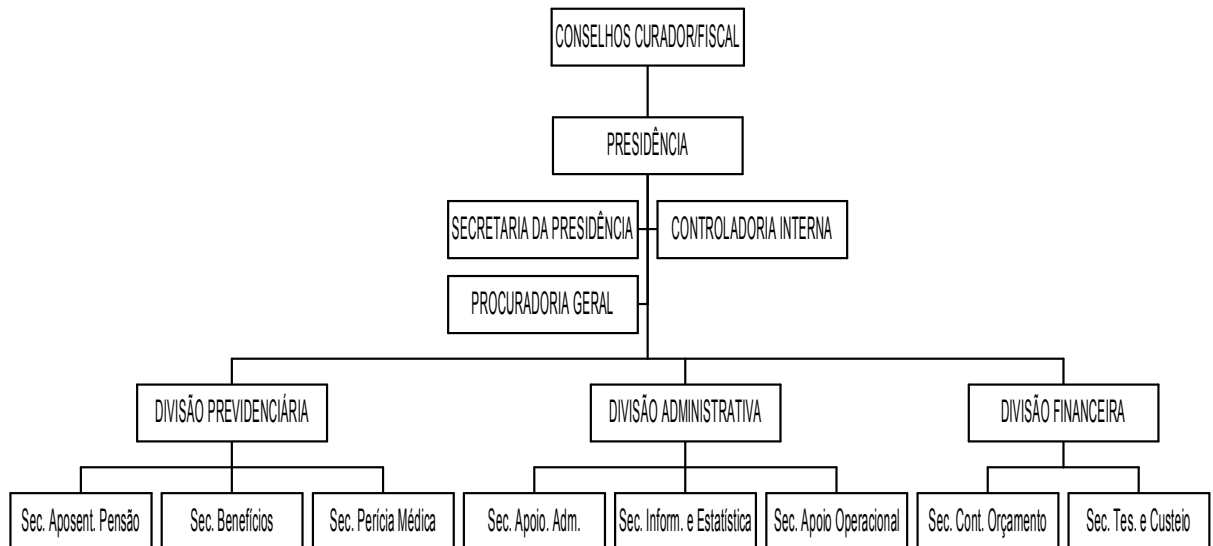 CONSELHOS CURADOR/FISCAL
PRESIDÊNCIA
SECRETARIA DA PRESIDÊNCIA
CONTROLADORIA INTERNA
PROCURADORIA GERAL
DIVISÃO PREVIDENCIÁRIA
DIVISÃO ADMINISTRATIVA
DIVISÃO FINANCEIRA
Sec. Aposent. Pensão
Sec. Benefícios
Sec. Perícia Médica
Sec. Apoio. Adm.
Sec. Inform. e Estatística
Sec. Apoio Operacional
Sec. Cont. Orçamento
Sec. Tes. e Custeio